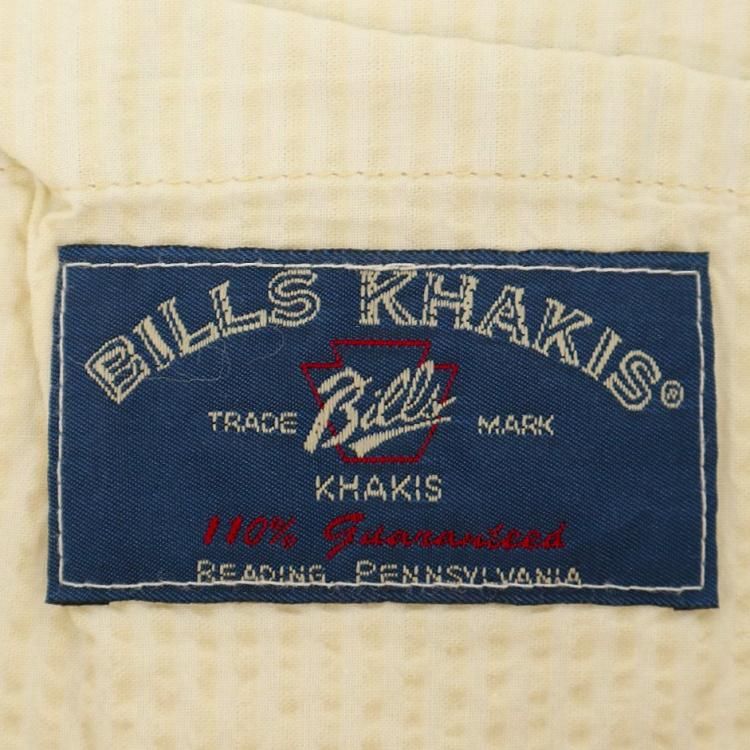 BILLS KHAKIS®
TRADE Bills MARK
KHAKIS
110% Guaranteed
READING PENNSYLVANIA